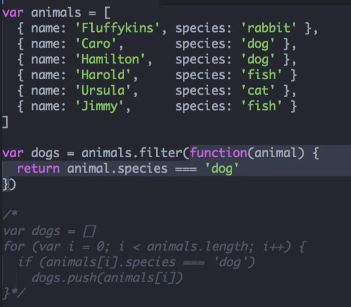 var animals = [
  { name: 'Fluffykins', species: 'rabbit' },
  { name: 'Caro',       species: 'dog' },
  { name: 'Hamilton',   species: 'dog' },
  { name: 'Harold',     species: 'fish' }
  { name: 'Ursula',     species: 'cat' },
  { name: 'Jimmy',      species: 'fish' }
]
var dogs = animals.filter(function(animal) {
  return animal.species === 'dog'
})
/*
var dogs = []
for (var i = 0; i < animals.length; i++) {
  if (animals[i].species === 'dog')
    dogs.push(animals[i])
}*/